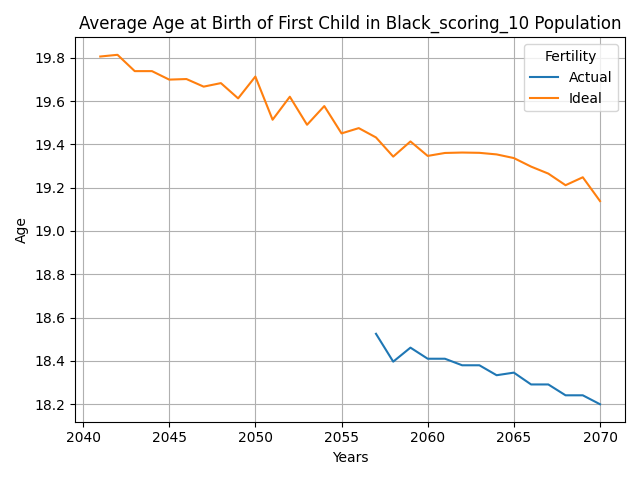 Average Age at Birth of First Child in Black_scoring_10 Population
Fertility
Actual
Ideal
19.8
19.6
19.4
19.2
19.0
18.8
18.6
18.4
18.2
Age
2040
2045
2050
2055
2060
2065
2070
Years